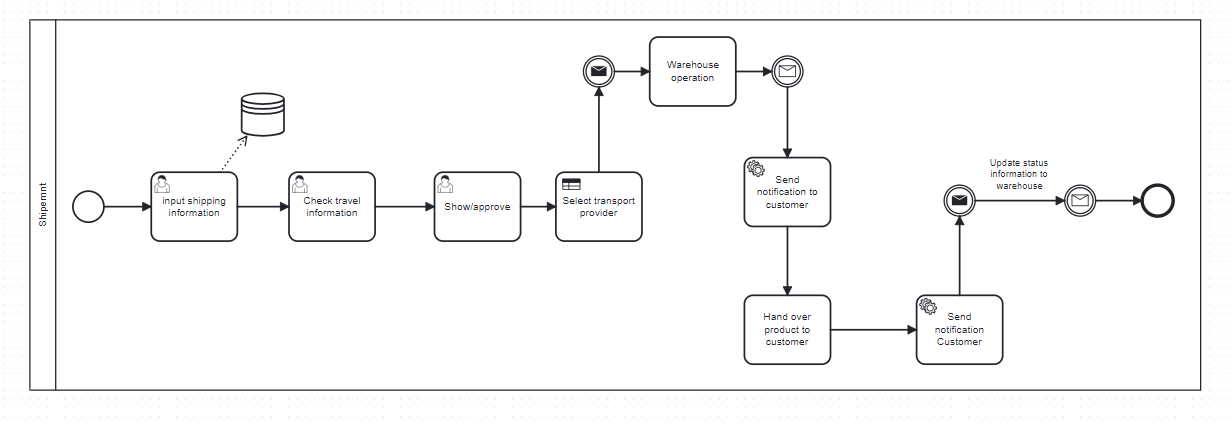 Shipemnt
input shipping
information
Check travel
information
Show/approve
Select transport
provider
Warehouse
operation
Send
notification to
customer
Hand over
product to
customer
Send
notification
Customer
Update status
information to
warehouse